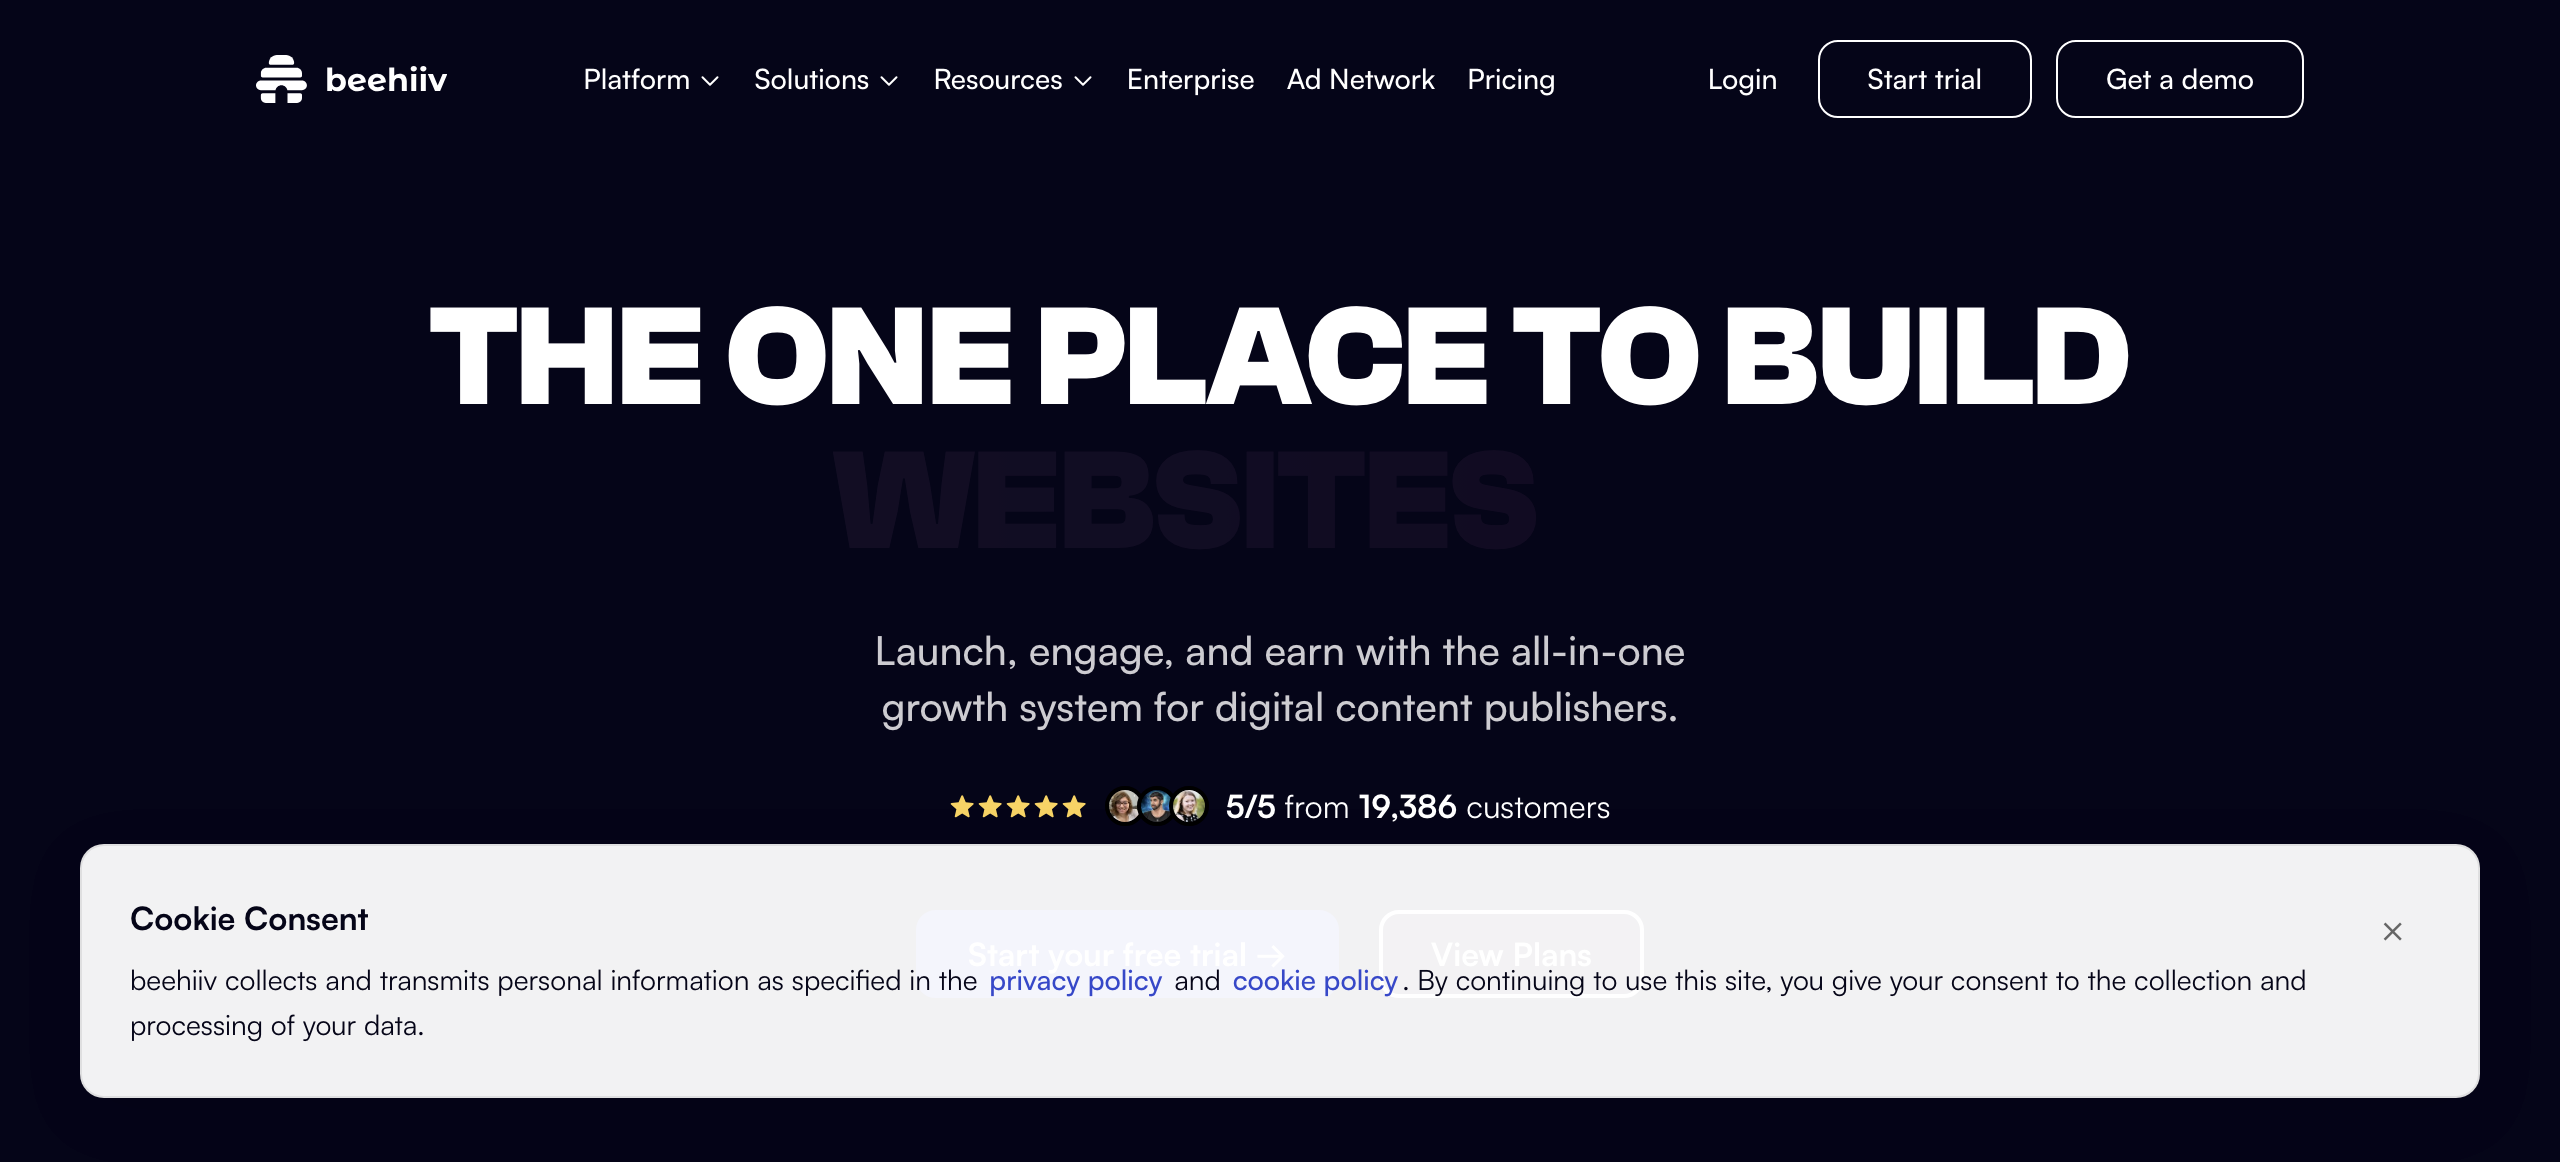 beehiiv
Platform
Solutions
Resources
Enterprise
Ad Network
Pricing
Login
Start trial
Get a demo
THE ONE PLACE TO BUILD
WEBSITES
Launch, engage, and earn with the all-in-one
growth system for digital content publishers.
5/5 from 19,386 customers
Cookie Consent
Start your free trial →
View Plans
beehiiv collects and transmits personal information as specified in the privacy policy and cookie policy. By continuing to use this site, you give your consent to the collection and
processing of your data.